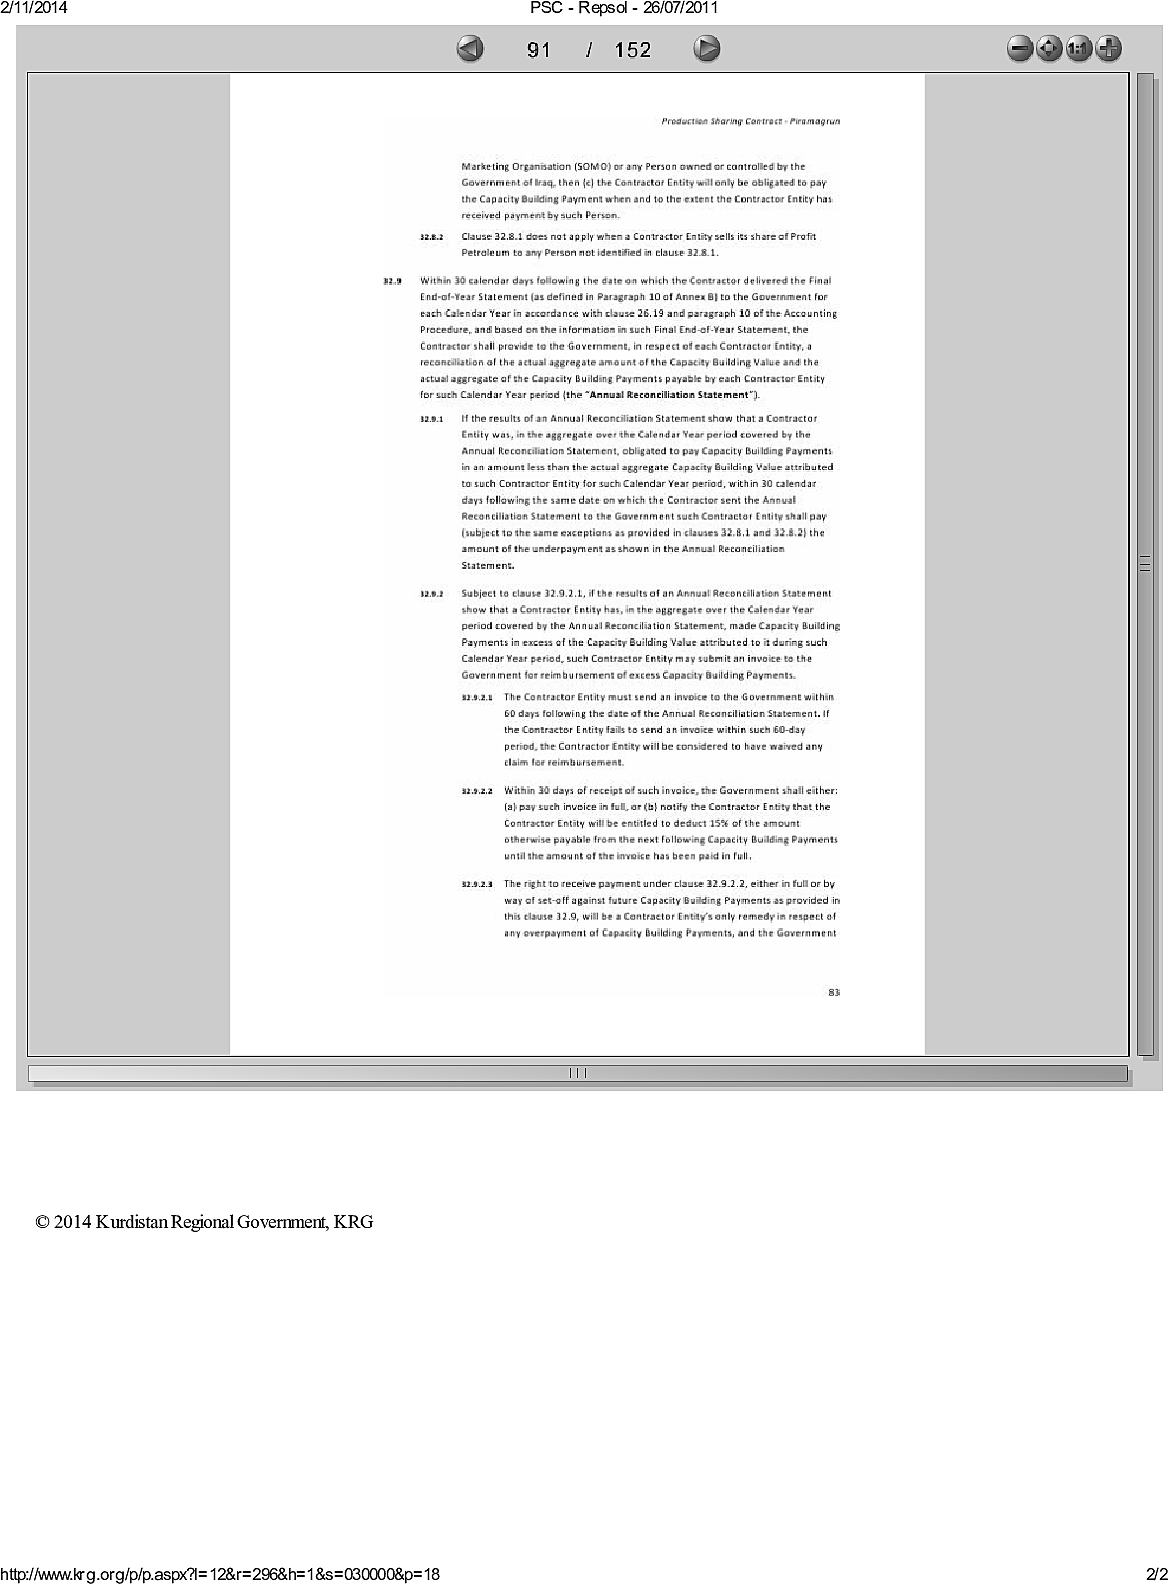 2/11/2014
PSC - Repsol - 26/07/2011
91 / 152
1:1
Production Sharing Contract - Piramagrun
Marketing Organisation (SOMO) or any Person owned or controlled by the
Government of Iraq, then (c) the Contractor Entity will only be obligated to pay
the Capacity Building Payment when and to the extent the Contractor Entity has
received payment by such Person.
32.8.2 Clause 32.8.1 does not apply when a Contractor Entity sells its share of Profit
Petroleum to any Person not identified in clause 32.8.1.
32.9 Within 30 calendar days following the date on which the Contractor delivered the Final
End-of-Year Statement (as defined in Paragraph 10 of Annex B) to the Government for
each Calendar Year in accordance with clause 26.19 and paragraph 10 of the Accounting
Procedure, and based on the information in such Final End-of-Year Statement, the
Contractor shall provide to the Government, in respect of each Contractor Entity, a
reconciliation of the actual aggregate amount of the Capacity Building Value and the
actual aggregate of the Capacity Building Payments payable by each Contractor Entity
for such Calendar Year period (the "Annual Reconciliation Statement").
32.9.1 If the results of an Annual Reconciliation Statement show that a Contractor
Entity was, in the aggregate over the Calendar Year period covered by the
Annual Reconciliation Statement, obligated to pay Capacity Building Payments
in an amount less than the actual aggregate Capacity Building Value attributed
to such Contractor Entity for such Calendar Year period, within 30 calendar
days following the same date on which the Contractor sent the Annual
Reconciliation Statement to the Government such Contractor Entity shall pay
(subject to the same exceptions as provided in clauses 32.8.1 and 32.8.2) the
amount of the underpayment as shown in the Annual Reconciliation
Statement.
32.9.2 Subject to clause 32.9.2.1, if the results of an Annual Reconciliation Statement
show that a Contractor Entity has, in the aggregate over the Calendar Year
period covered by the Annual Reconciliation Statement, made Capacity Building
Payments in excess of the Capacity Building Value attributed to it during such
Calendar Year period, such Contractor Entity may submit an invoice to the
Government for reimbursement of excess Capacity Building Payments.
32.9.2.1 The Contractor Entity must send an invoice to the Government within
60 days following the date of the Annual Reconciliation Statement. If
the Contractor Entity fails to send an invoice within such 60-day
period, the Contractor Entity will be considered to have waived any
claim for reimbursement.
32.9.2.2 Within 30 days of receipt of such invoice, the Government shall either:
(a) pay such invoice in full, or (b) notify the Contractor Entity that the
Contractor Entity will be entitled to deduct 15% of the amount
otherwise payable from the next following Capacity Building Payments
until the amount of the invoice has been paid in full.
32.9.2.3 The right to receive payment under clause 32.9.2.2, either in full or by
way of set-off against future Capacity Building Payments as provided in
this clause 32.9, will be a Contractor Entity's only remedy in respect of
any overpayment of Capacity Building Payments, and the Government
83
© 2014 Kurdistan Regional Government, KRG
http://www.krg.org/p/p.aspx?l=12&r=296&h=1&s=030000&p=18
2/2